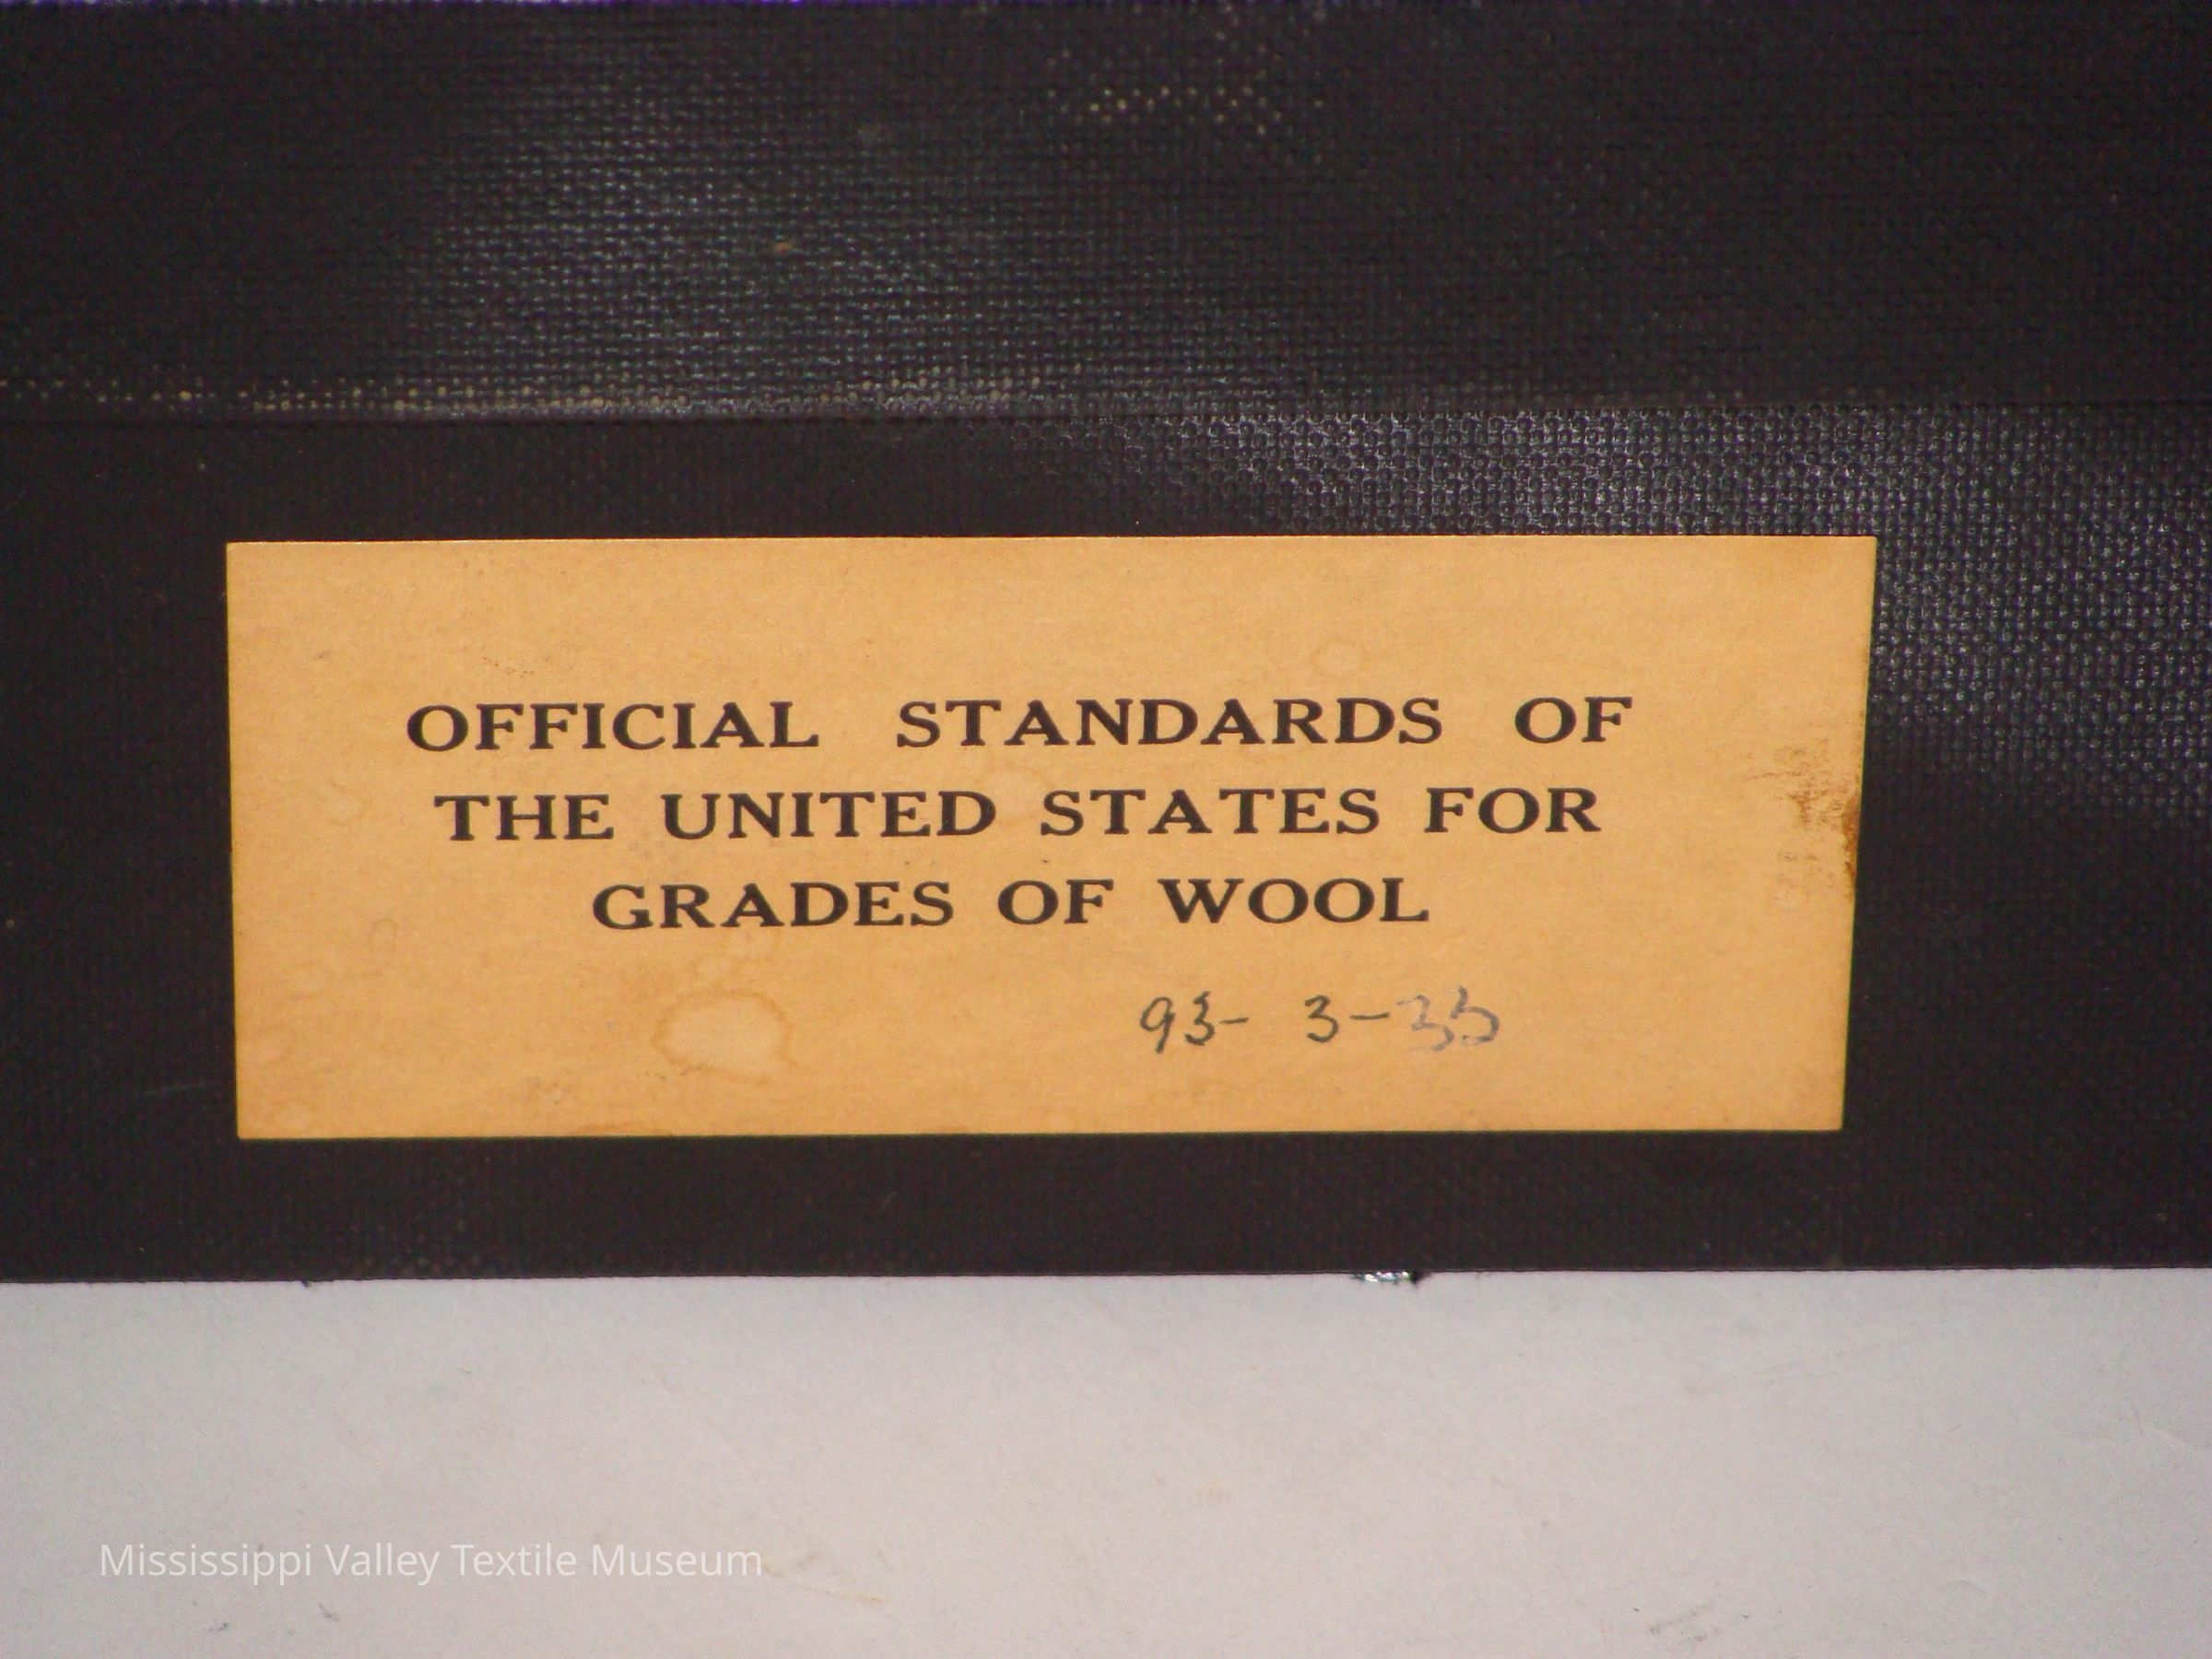 OFFICIAL STANDARDS OF
THE UNITED STATES FOR
GRADES OF WOOL
93- 3-33
Mississippi Valley Textile Museum